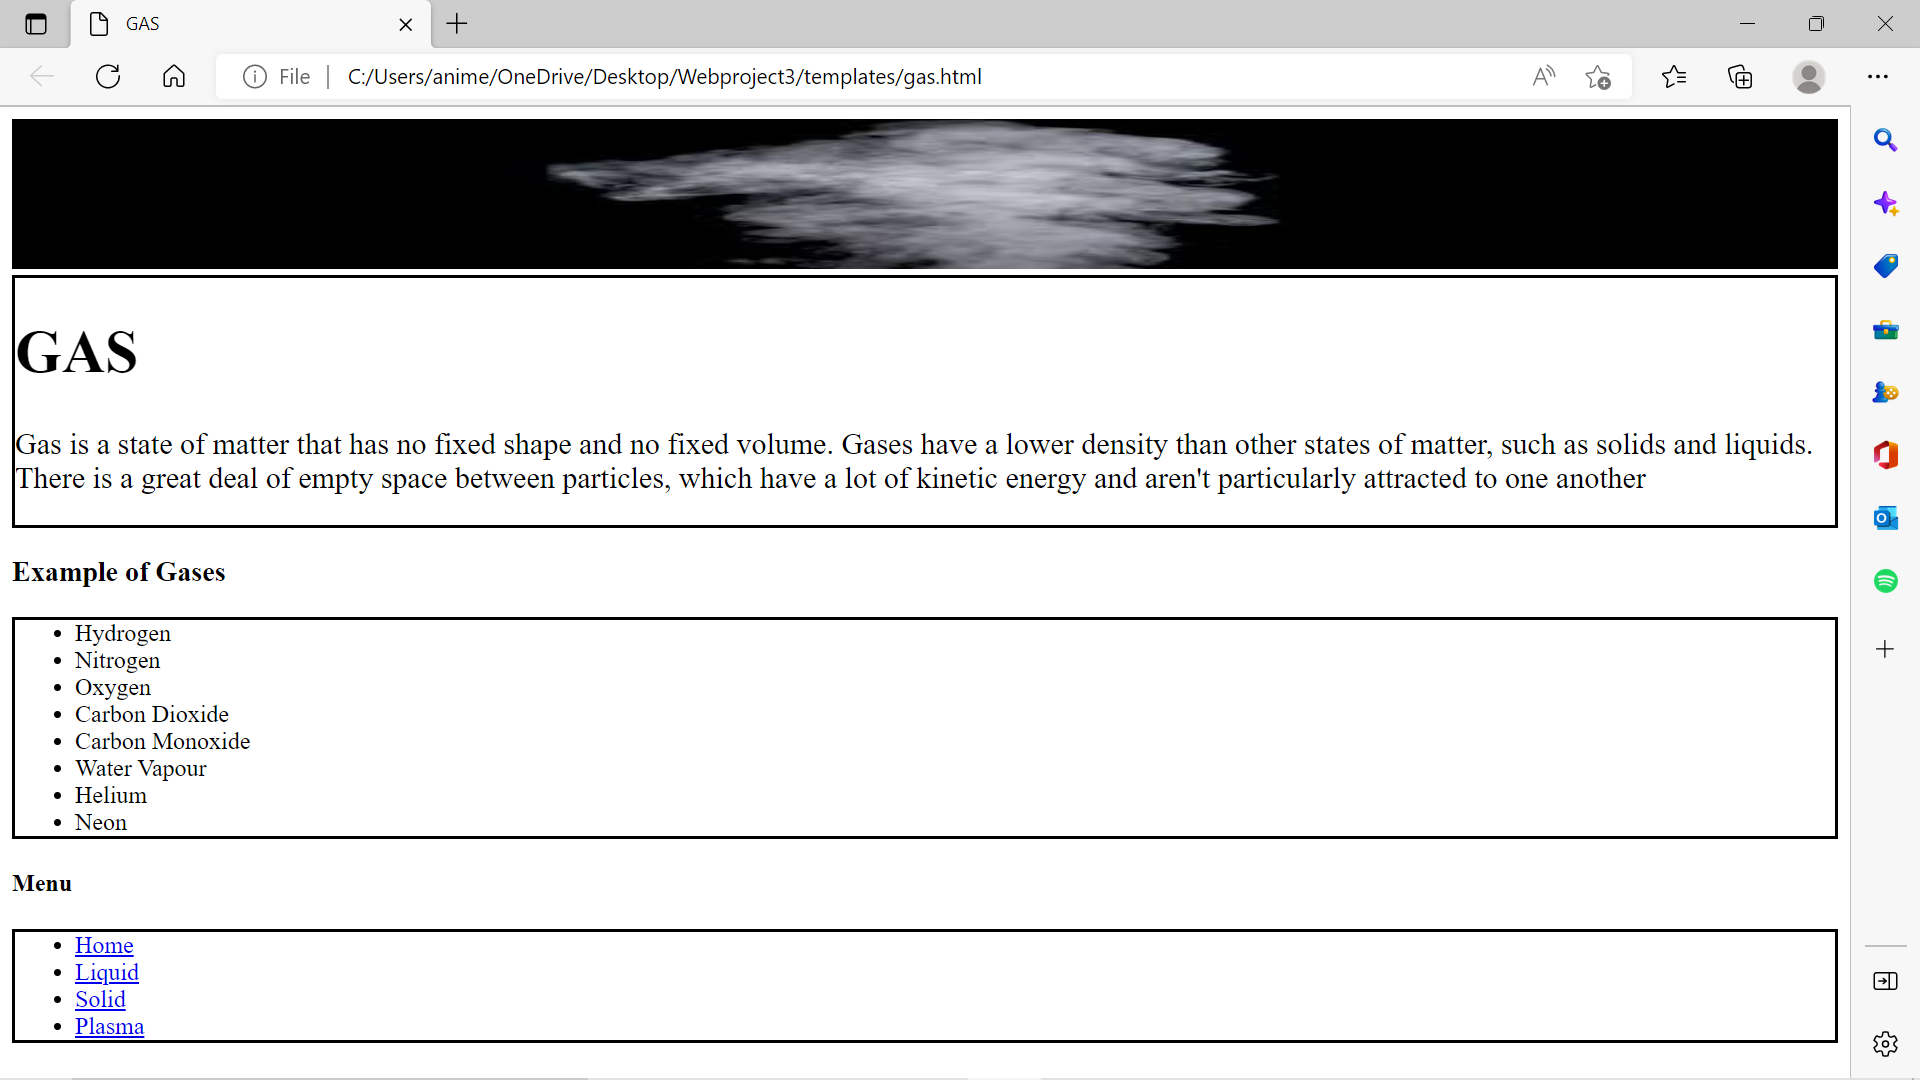 GAS
File
C:/Users/anime/OneDrive/Desktop/Webproject3/templates/gas.html
GAS
Gas is a state of matter that has no fixed shape and no fixed volume. Gases have a lower density than other states of matter, such as solids and liquids.
There is a great deal of empty space between particles, which have a lot of kinetic energy and aren't particularly attracted to one another
Example of Gases
• Hydrogen
• Nitrogen
• Oxygen
• Carbon Dioxide
• Carbon Monoxide
• Water Vapour
• Helium
• Neon
Menu
• Home
• Liquid
• Solid
• Plasma